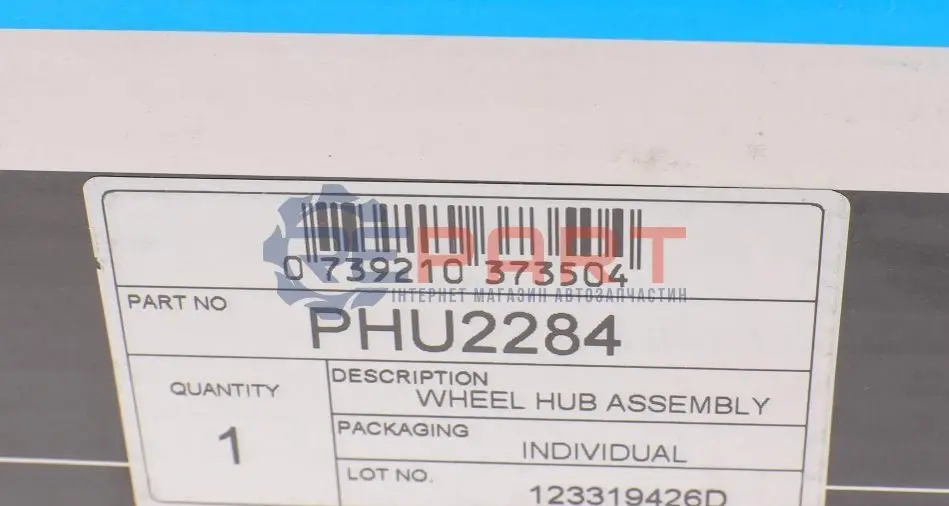 0 739210 373504
PART
ІНТЕРНЕТ МАГАЗИН АВТОЗАПЧАСТИН
PART NO
PHU2284
QUANTITY
1
DESCRIPTION
WHEEL HUB ASSEMBLY
PACKAGING
INDIVIDUAL
LOT NO.
123319426D